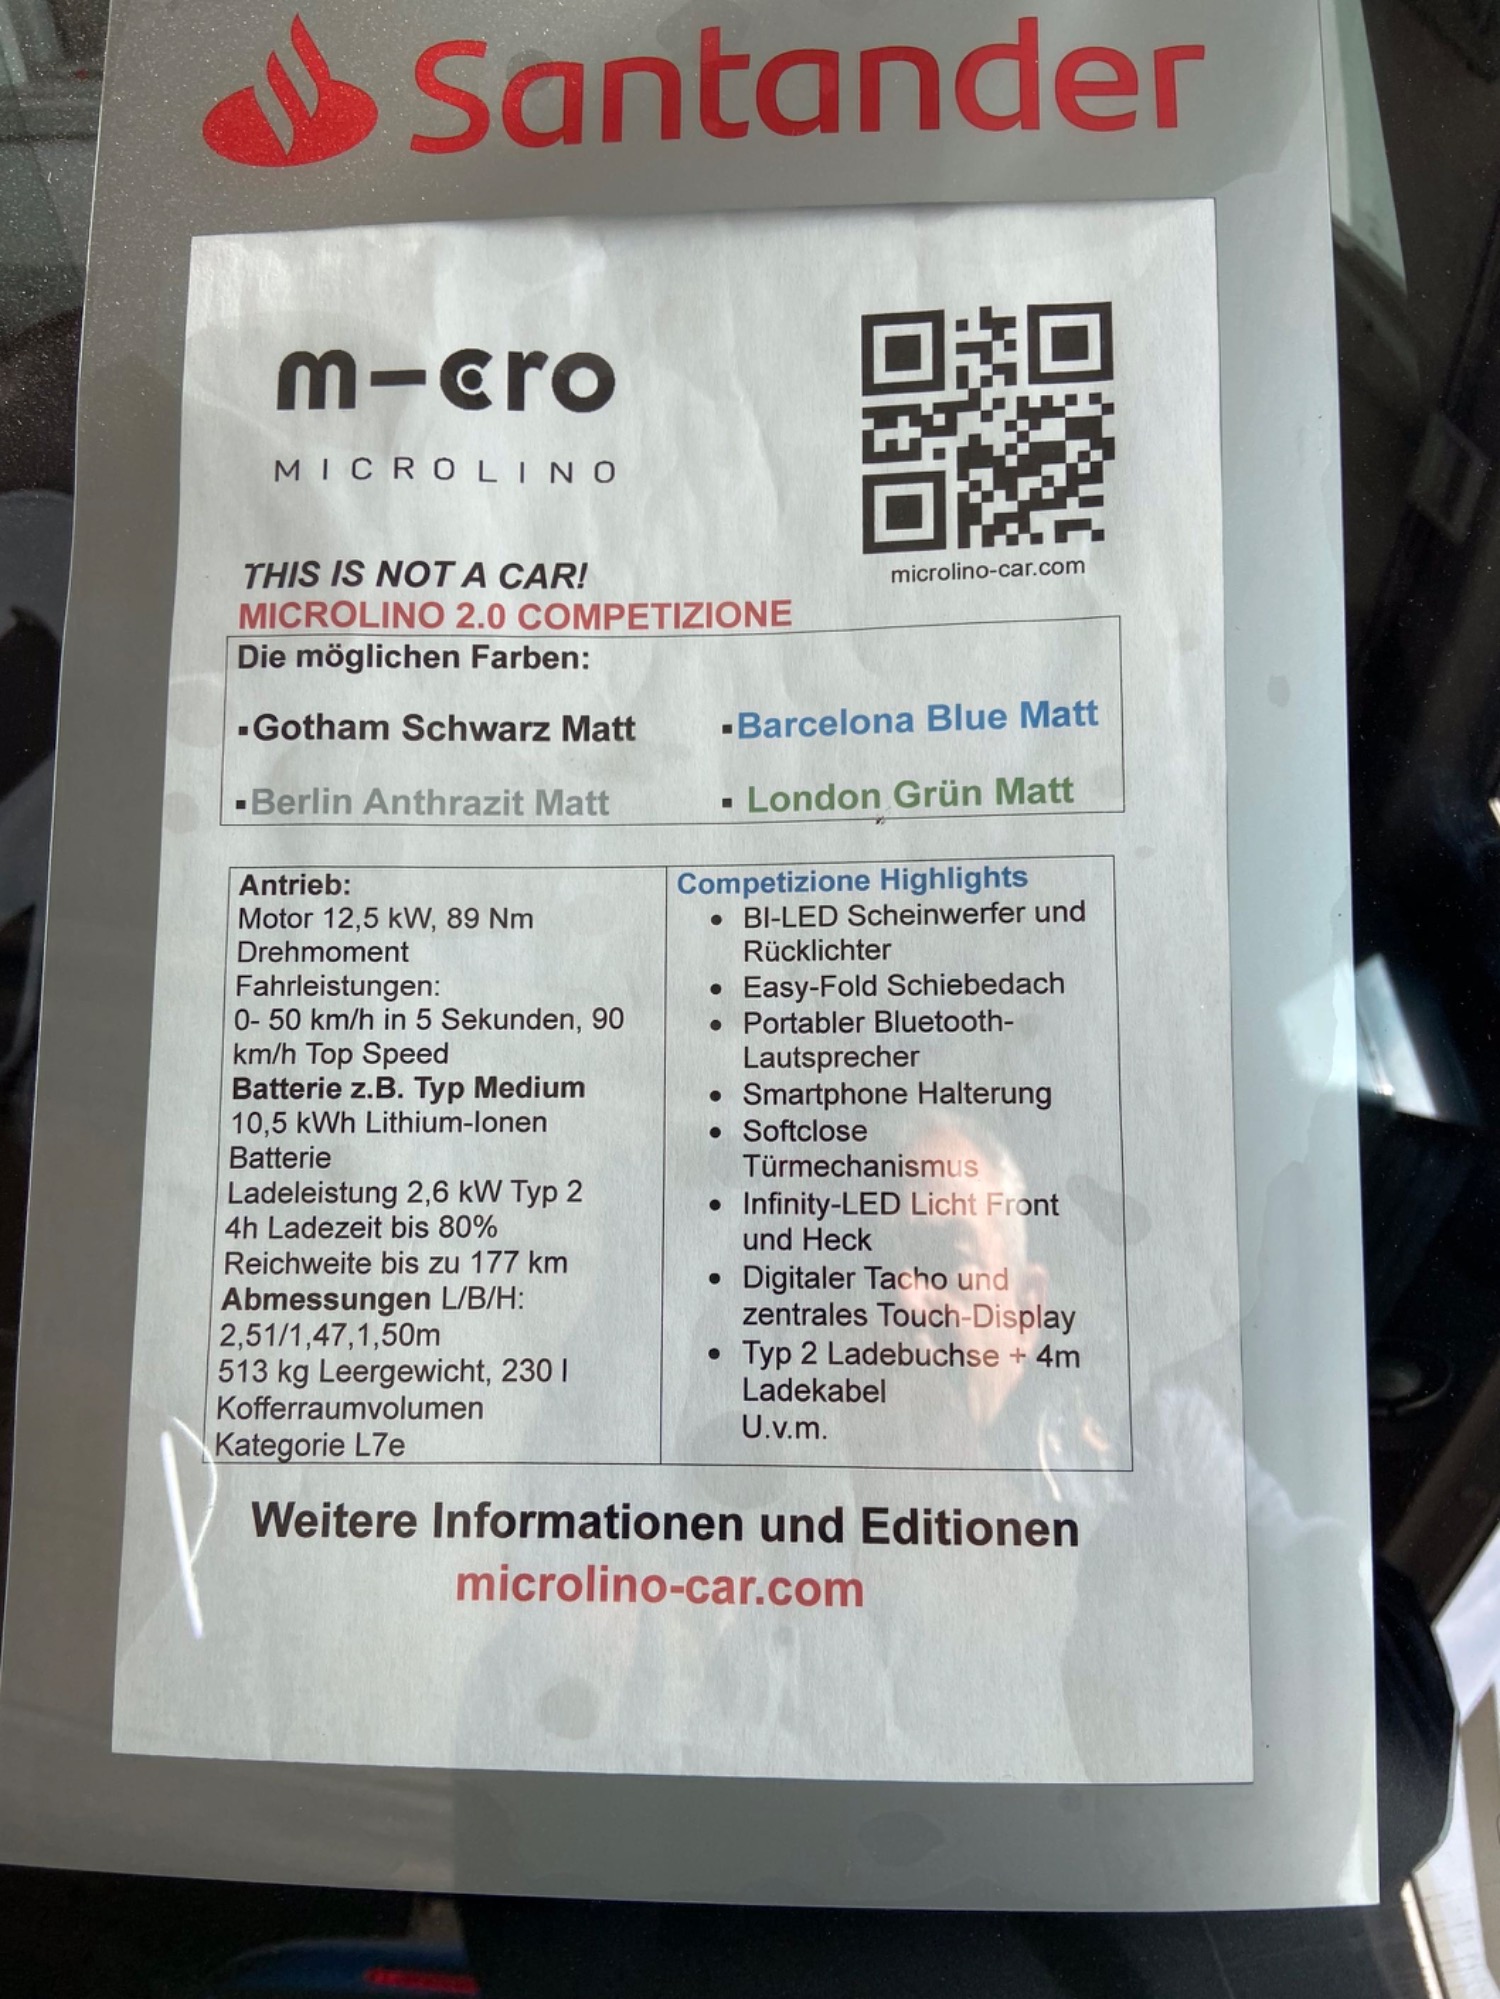 Santander
m-cro
MICROLINO
microlino-car.com
THIS IS NOT A CAR!
MICROLINO 2.0 COMPETIZIONE
Die möglichen Farben:
▪Gotham Schwarz Matt
▪Barcelona Blue Matt
▪Berlin Anthrazit Matt
▪ London Grün Matt
Antrieb:
Motor 12,5 kW, 89 Nm
Drehmoment
Fahrleistungen:
0- 50 km/h in 5 Sekunden, 90
km/h Top Speed
Batterie z.B. Typ Medium
10,5 kWh Lithium-Ionen
Batterie
Ladeleistung 2,6 kW Typ 2
4h Ladezeit bis 80%
Reichweite bis zu 177 km
Abmessungen L/B/H:
2,51/1,47,1,50m
513 kg Leergewicht, 230 l
Kofferraumvolumen
Kategorie L7e
Competizione Highlights
• BI-LED Scheinwerfer und
Rücklichter
• Easy-Fold Schiebedach
• Portabler Bluetooth-
Lautsprecher
• Smartphone Halterung
• Softclose
Türmechanismus
• Infinity-LED Licht Front
und Heck
• Digitaler Tacho und
zentrales Touch-Display
• Typ 2 Ladebuchse + 4m
Ladekabel
U.v.m.
Weitere Informationen und Editionen
microlino-car.com